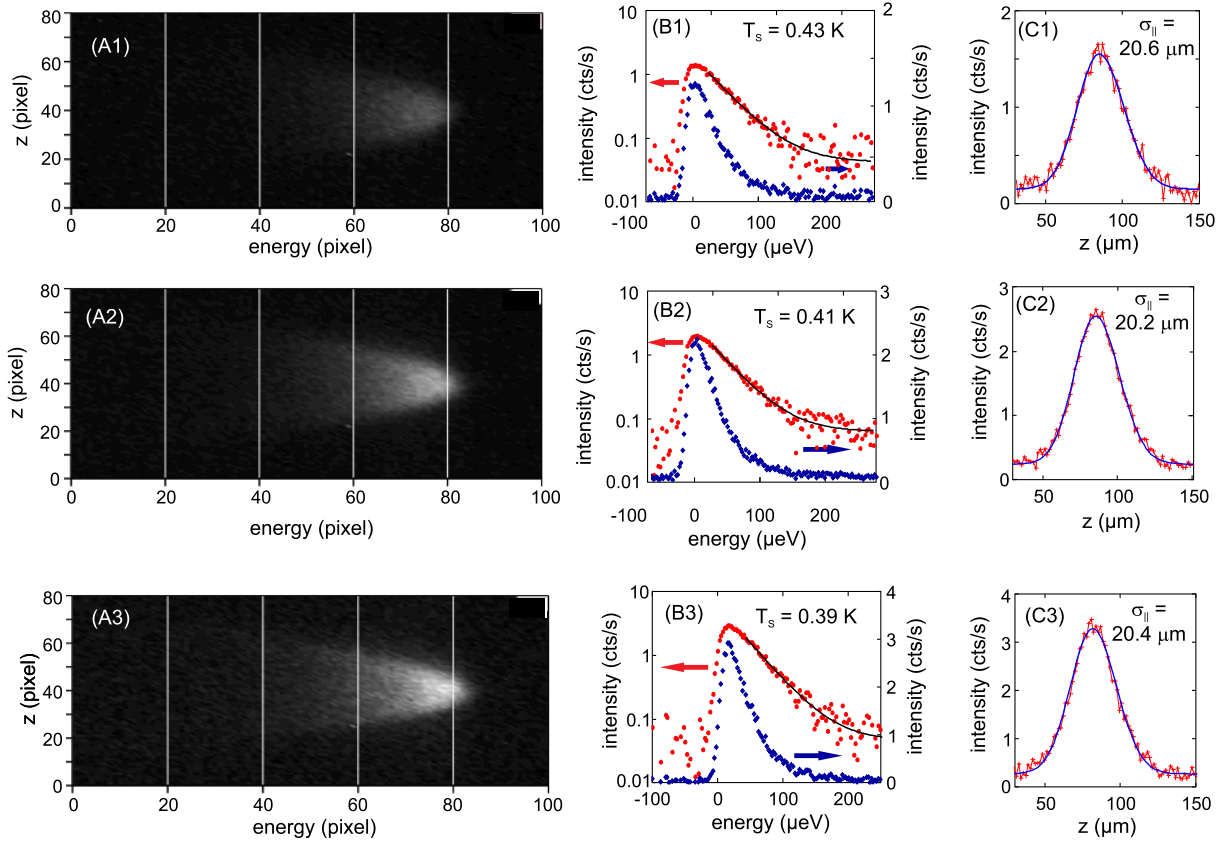 (A1)
z (pixel)
80
60
40
20
0
0 20 40 60 80 100
energy (pixel)
(B1)
T_S = 0.43 K
intensity (cts/s)
10
1
0.1
0.01
2
1
1
0
intensity (cts/s)
-100 0 100 200
energy (µeV)
(C1)
σ_|| =
20.6 µm
intensity (cts/s)
2
1
0
50 100 150
z (µm)
(A2)
z (pixel)
80
60
40
20
0
0 20 40 60 80 100
energy (pixel)
(B2)
T_S = 0.41 K
intensity (cts/s)
10
1
0.1
0.01
3
2
1
0
intensity (cts/s)
-100 0 100 200
energy (µeV)
(C2)
σ_|| =
20.2 µm
intensity (cts/s)
3
2
1
0
50 100 150
z (µm)
(A3)
z (pixel)
80
60
40
20
0
0 20 40 60 80 100
energy (pixel)
(B3)
T_S = 0.39 K
intensity (cts/s)
10
1
0.1
0.01
4
3
2
1
0
intensity (cts/s)
-100 0 100 200
energy (µeV)
(C3)
σ_|| =
20.4 µm
intensity (cts/s)
4
3
2
1
0
50 100 150
z (µm)